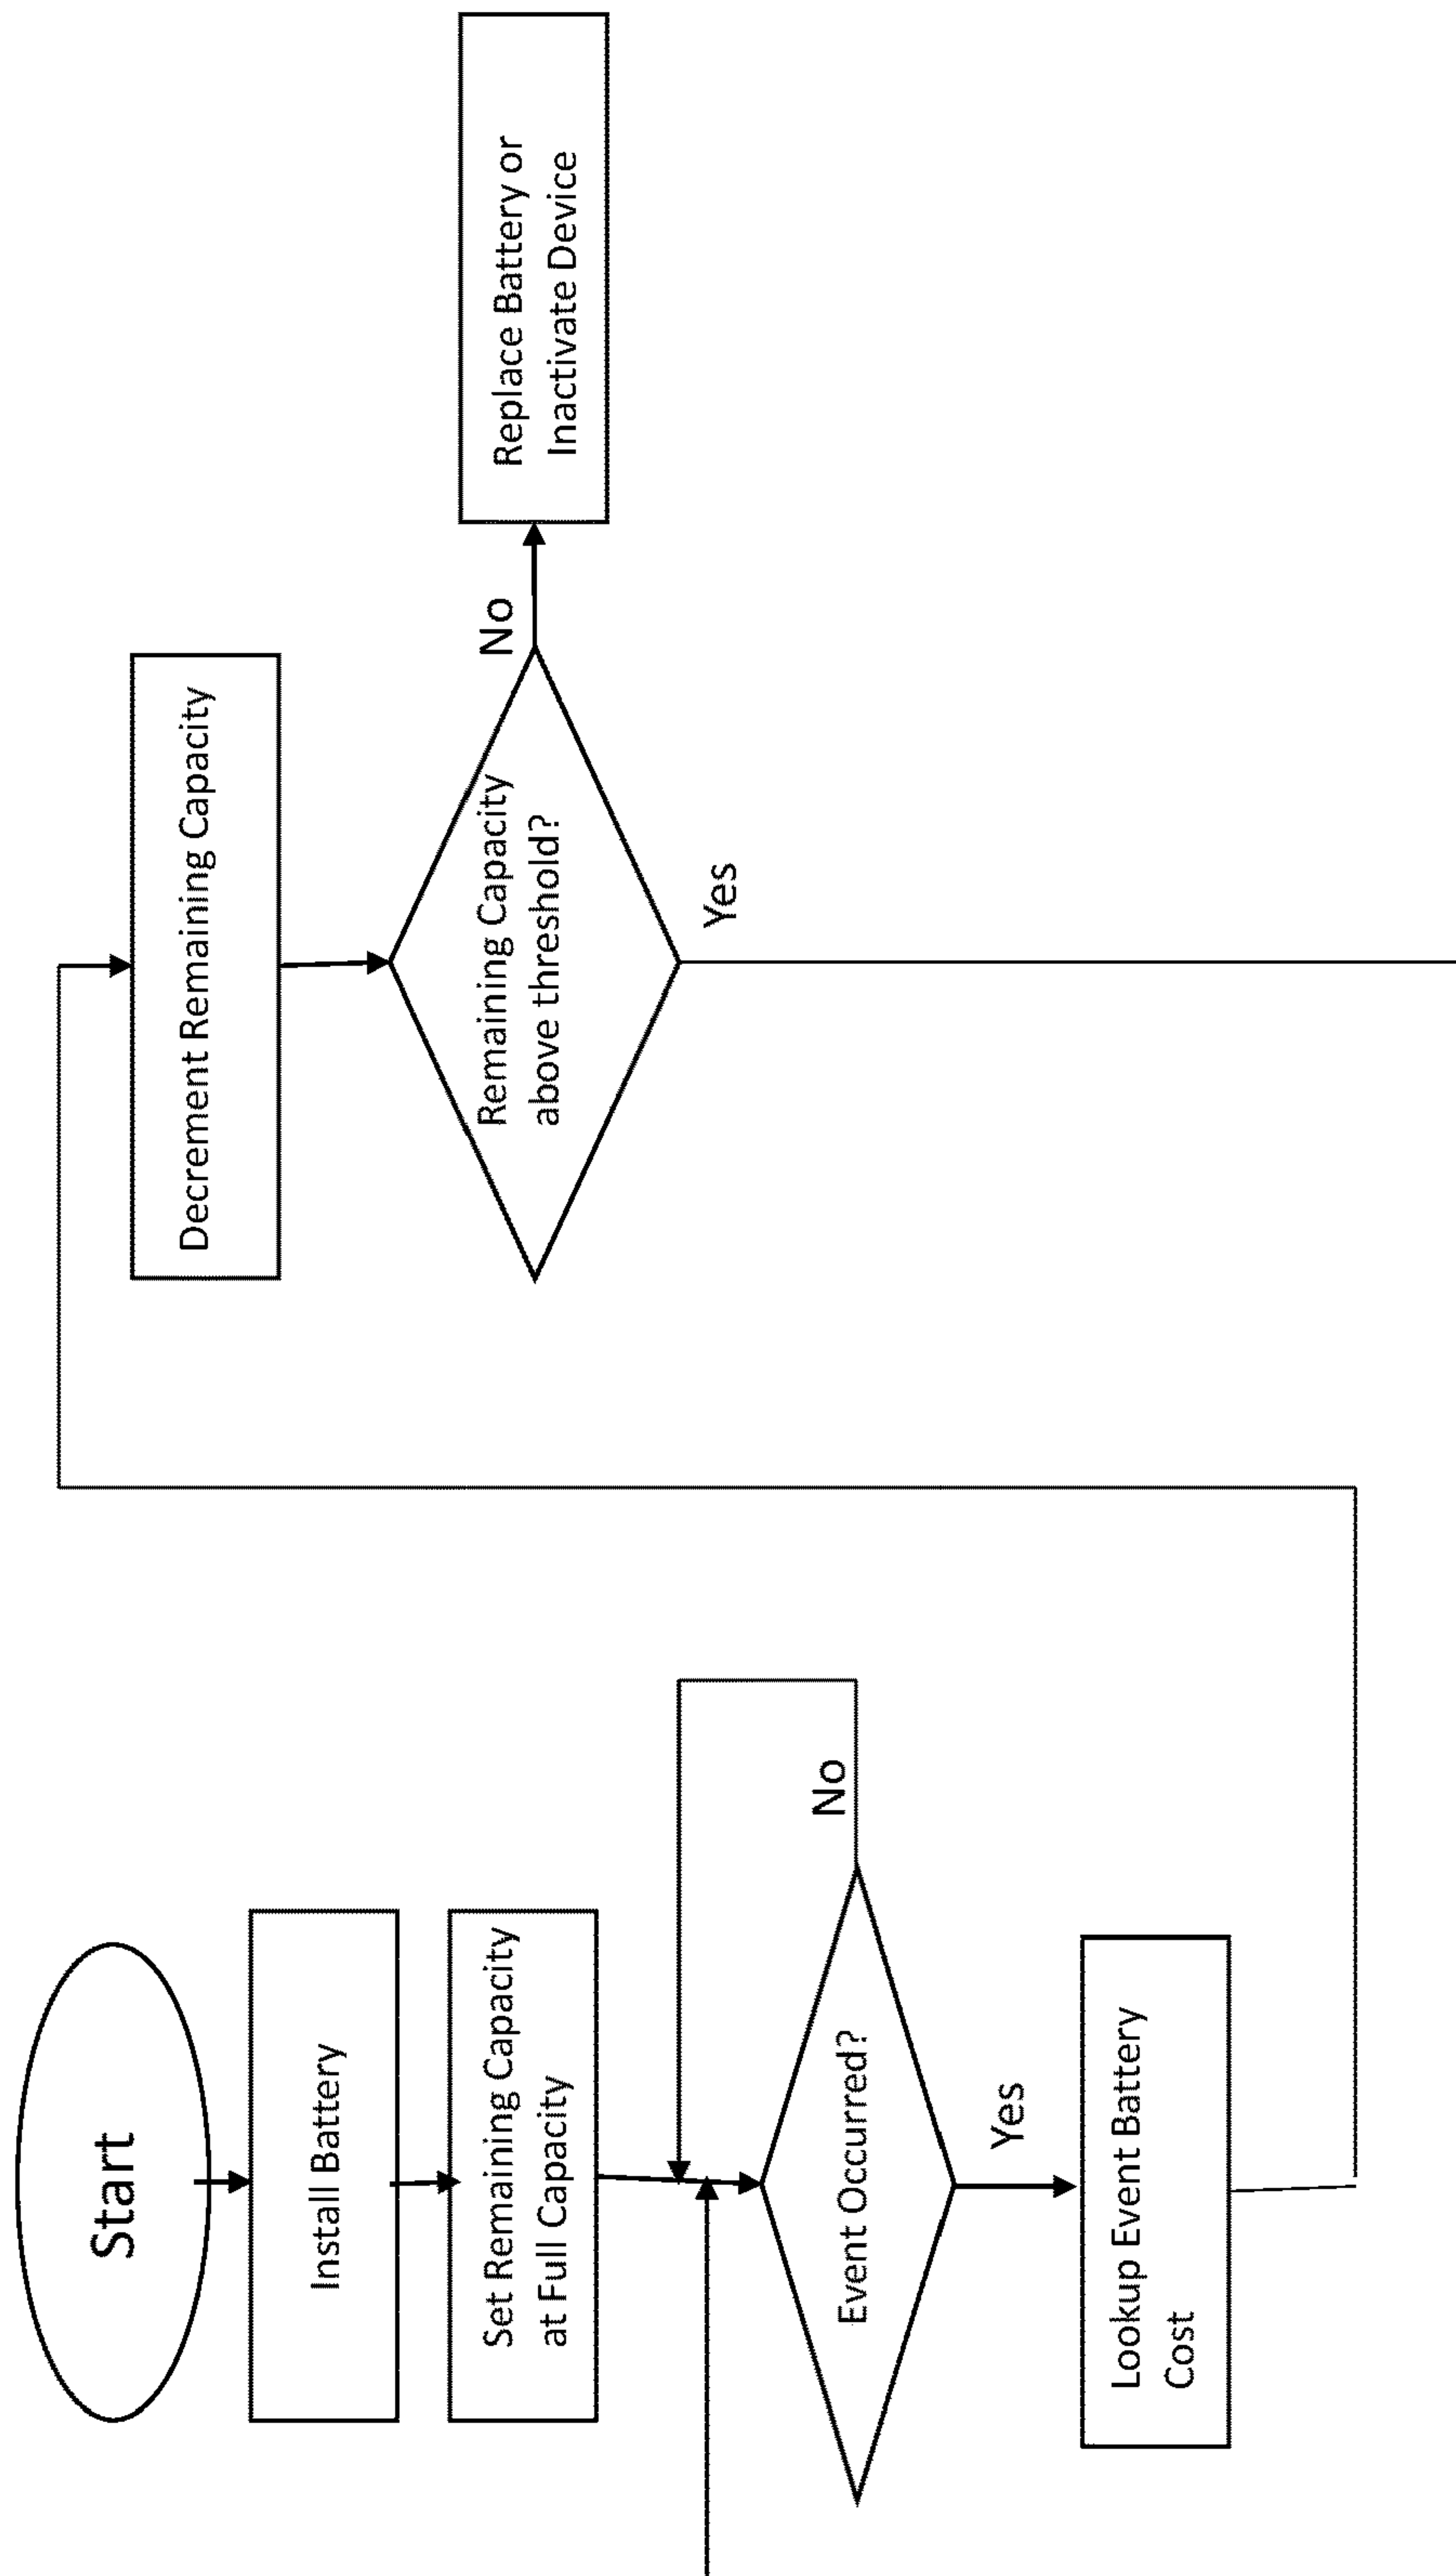 Start
Install Battery
Set Remaining Capacity
at Full Capacity
Event Occurred?
No
Yes
Lookup Event Battery
Cost
Decrement Remaining Capacity
Remaining Capacity
above threshold?
No
Yes
Replace Battery or
Inactivate Device